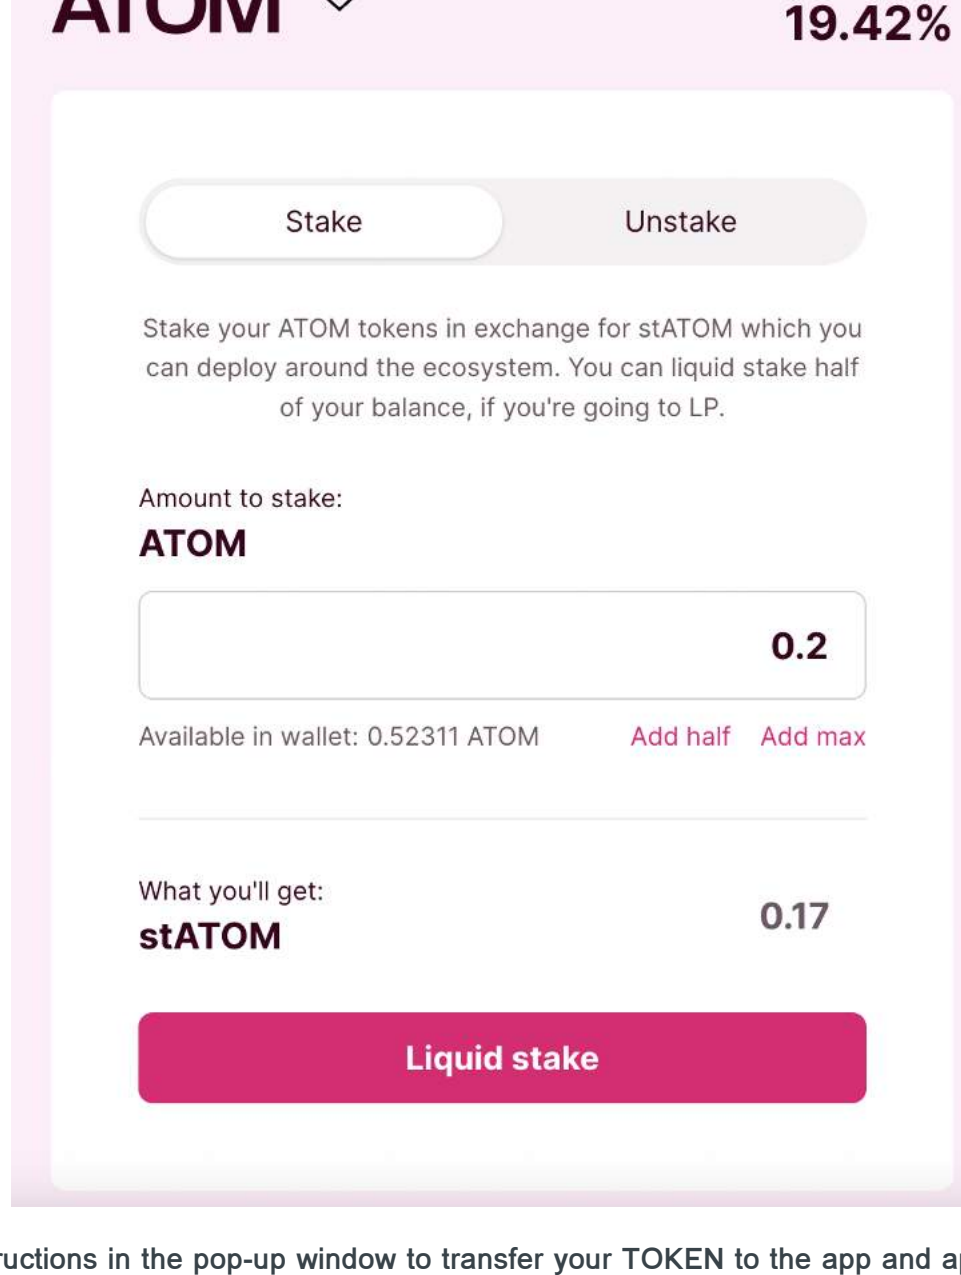 ATOM
19.42%
Stake
Unstake
Stake your ATOM tokens in exchange for stATOM which you
can deploy around the ecosystem. You can liquid stake half
of your balance, if you're going to LP.
Amount to stake:
ATOM
0.2
Available in wallet: 0.52311 ATOM
Add half
Add max
What you'll get:
stATOM
0.17
Liquid stake
in the pop-up window to transfer your TOKEN to the app and